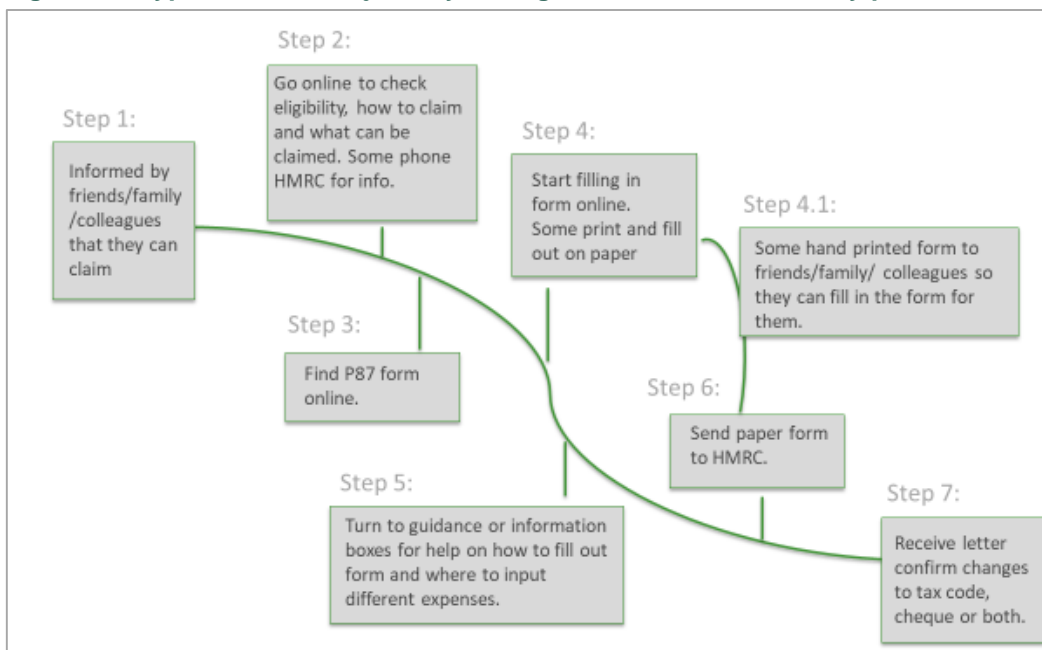 Step 1:
Informed by
friends/family
/colleagues
that they can
claim
Step 2:
Go online to check
eligibility, how to claim
and what can be
claimed. Some phone
HMRC for info.
Step 3:
Find P87 form
online.
Step 4:
Start filling in
form online.
Some print and fill
out on paper
Step 4.1:
Some hand printed form to
friends/family/ colleagues so
they can fill in the form for
them.
Step 5:
Turn to guidance or information
boxes for help on how to fill out
form and where to input
different expenses.
Step 6:
Send paper form
to HMRC.
Step 7:
Receive letter
confirm changes
to tax code,
cheque or both.